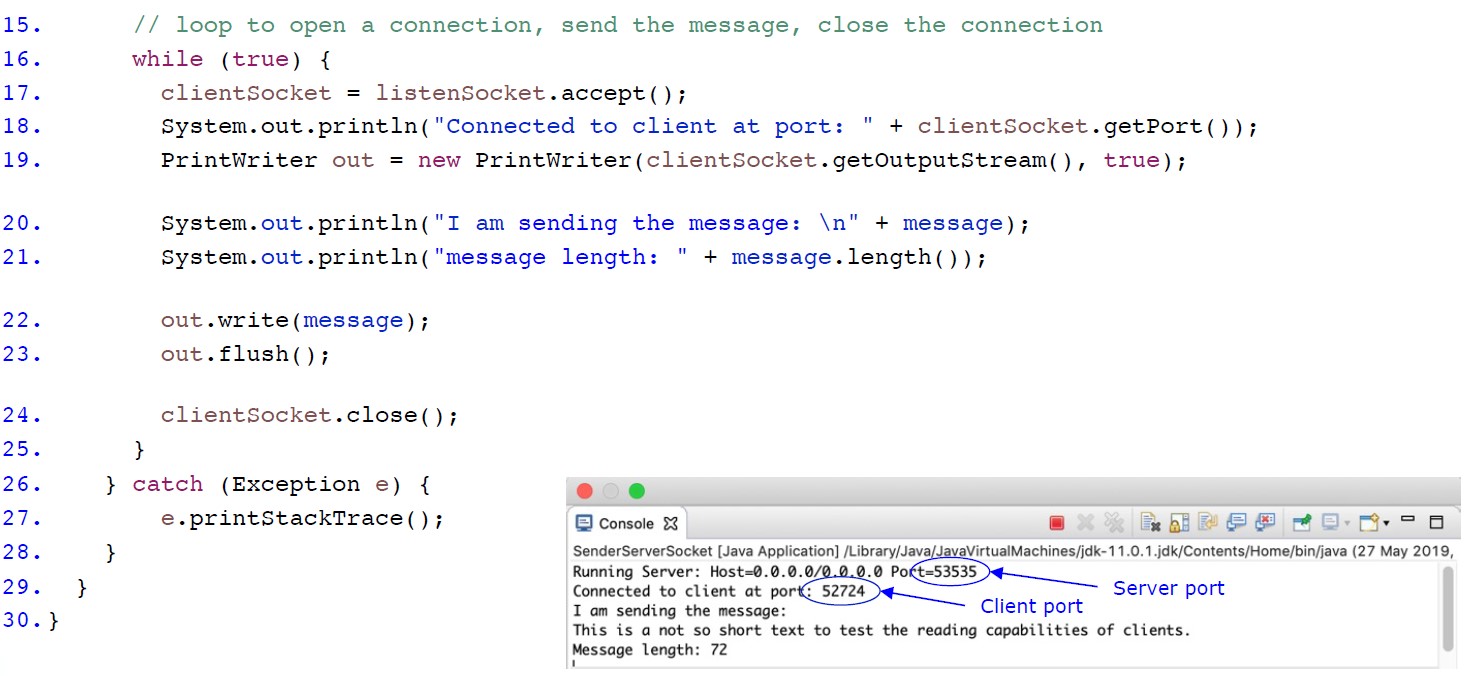 15. // loop to open a connection, send the message, close the connection
16. while (true) {
17. clientSocket = listenSocket.accept();
18. System.out.println("Connected to client at port: " + clientSocket.getPort());
19. PrintWriter out = new PrintWriter(clientSocket.getOutputStream(), true);
20. System.out.println("I am sending the message: \n" + message);
21. System.out.println("message length: " + message.length());
22. out.write(message);
23. out.flush();
24. clientSocket.close();
25. }
26. } catch (Exception e) {
27. e.printStackTrace();
28. }
29. }
30. }
Console
SenderServerSocket [Java Application] /Library/Java/JavaVirtualMachines/jdk-11.0.1.jdk/Contents/Home/bin/java (27 May 2019,
Running Server: Host=0.0.0.0/0.0.0.0 Port=53535
Server port
Connected to client at port: 52724
Client port
I am sending the message:
This is a not so short text to test the reading capabilities of clients.
Message length: 72